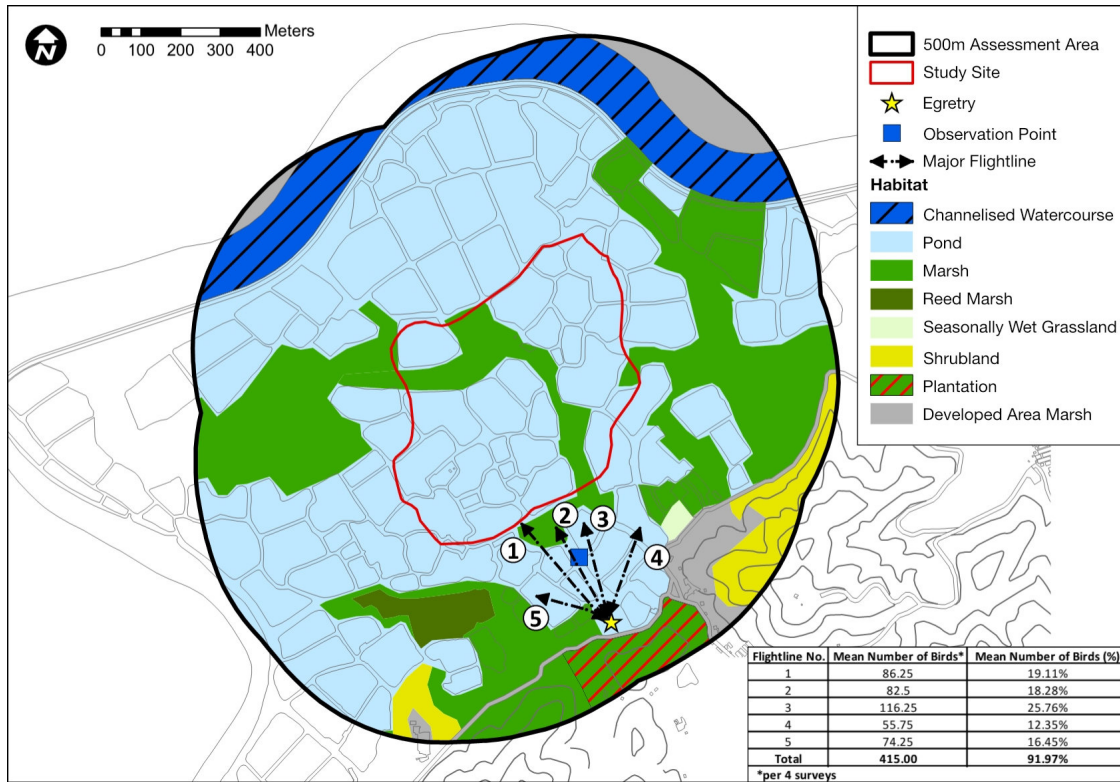 N
Meters
0 100 200 300 400
500m Assessment Area
Study Site
Egretry
Observation Point
Major Flightline
Habitat
Channelised Watercourse
Pond
Marsh
Reed Marsh
Seasonally Wet Grassland
Shrubland
Plantation
Developed Area Marsh
1
2
3
4
5
Flightline No. Mean Number of Birds* Mean Number of Birds (%)
1 86.25 19.11%
2 82.5 18.28%
3 116.25 25.76%
4 55.75 12.35%
5 74.25 16.45%
Total 415.00 91.97%
*per 4 surveys